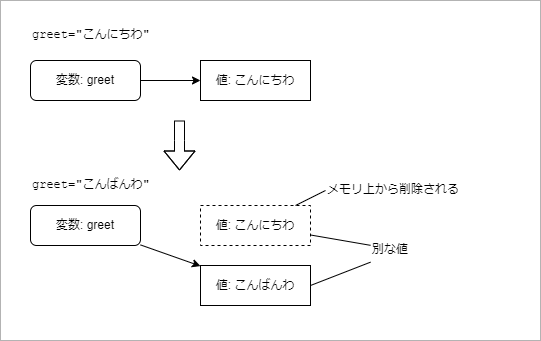 greet="こんにちわ"
変数: greet
値: こんにちわ
greet="こんばんわ"
メモリ上から削除される
変数: greet
値: こんにちわ
別な値
値: こんばんわ